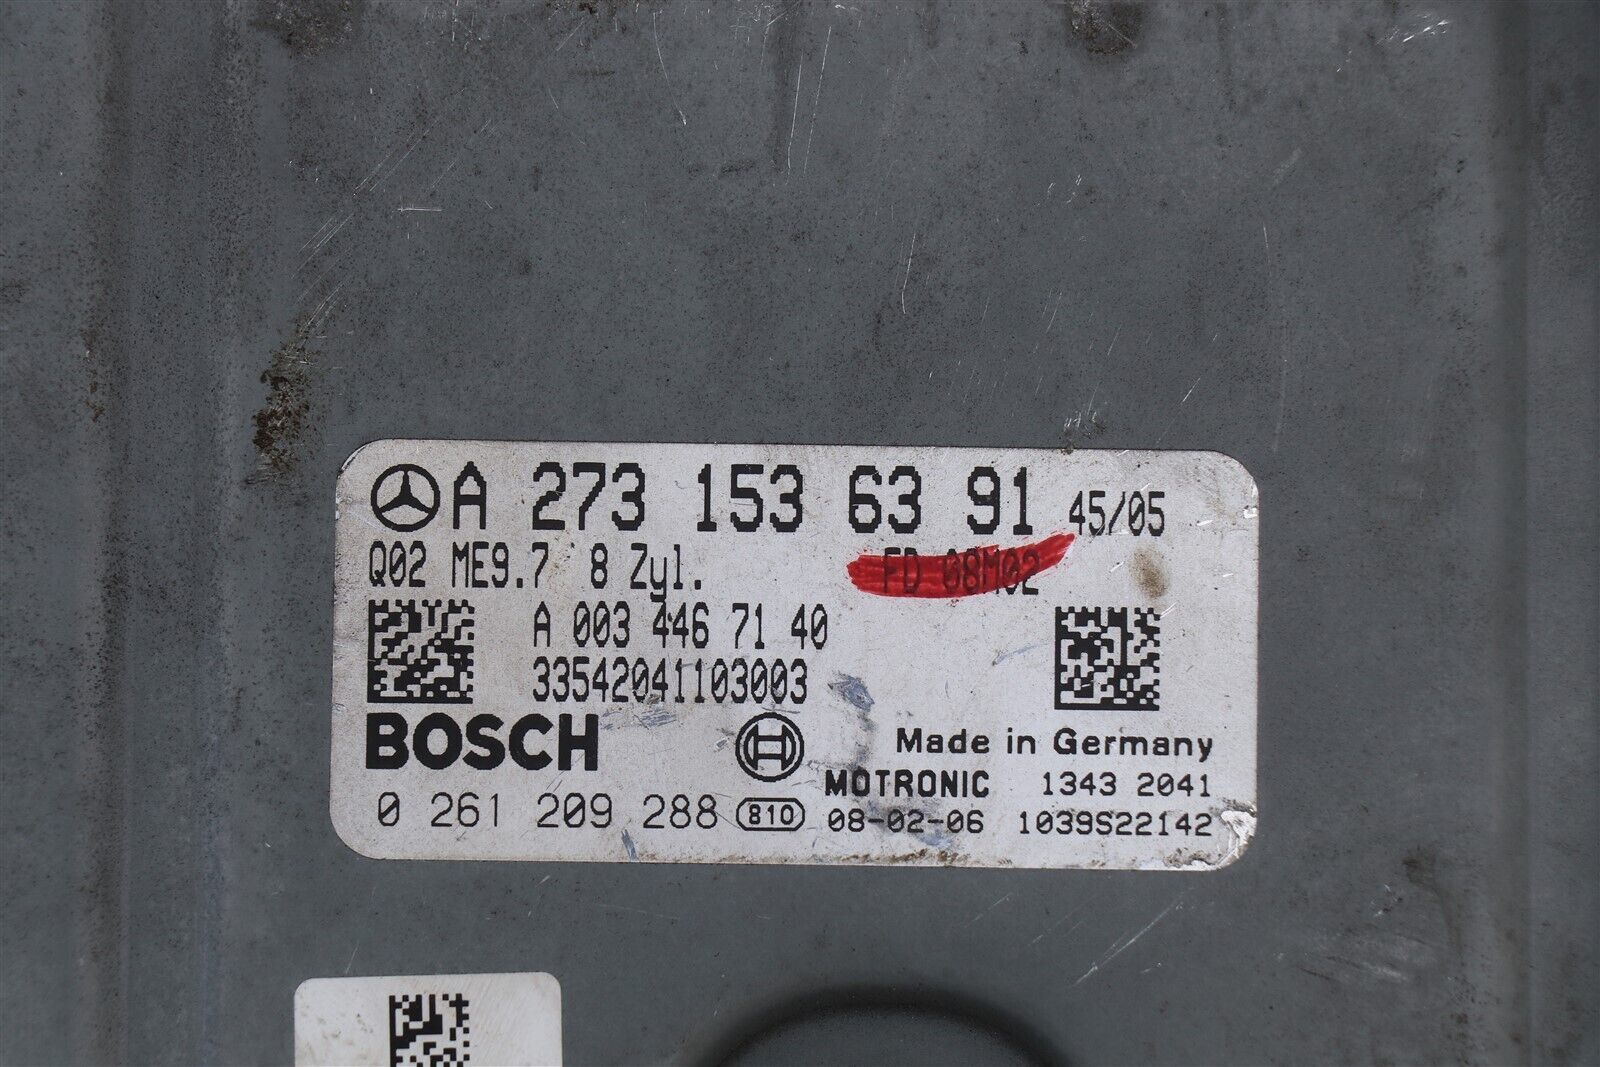 A 273 153 63 91 45/05
Q02 ME9.7 8 Zyl. FD 08M02
A 003 446 71 40
33542041103003
BOSCH Made in Germany
MOTRONIC 1343 2041
0 261 209 288 810 08-02-06 1039S22142